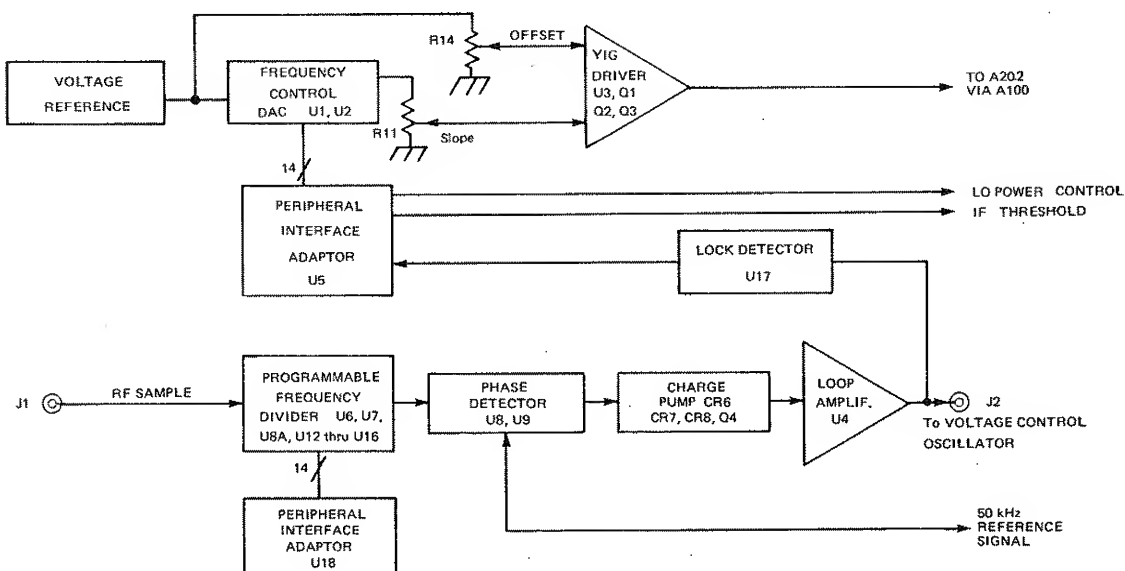 R14
OFFSET
YIG
DRIVER
U3, Q1
Q2, Q3
TO A20.2
VIA A100
VOLTAGE
REFERENCE
FREQUENCY
CONTROL
DAC U1, U2
R11
Slope
14
PERIPHERAL
INTERFACE
ADAPTOR
U5
LO POWER CONTROL
IF THRESHOLD
LOCK DETECTOR
U17
J1
RF SAMPLE
PROGRAMMABLE
FREQUENCY
DIVIDER U6, U7,
U8A, U12 thru U16
PHASE
DETECTOR
U8, U9
CHARGE
PUMP CR6
CR7, CR8, Q4
LOOP
AMPLIF.
U4
J2
To VOLTAGE CONTROL
OSCILLATOR
14
PERIPHERAL
INTERFACE
ADAPTOR
U18
50 kHz
REFERENCE
SIGNAL